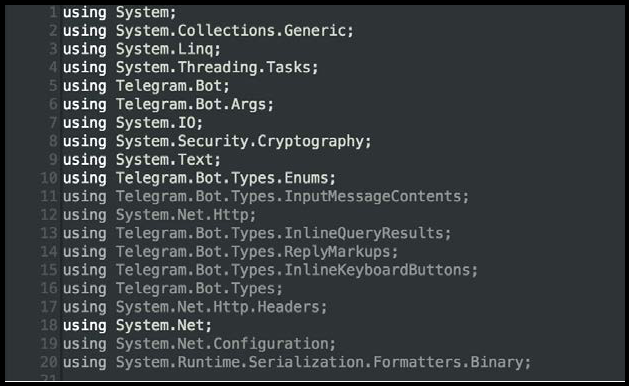 1 using System;
2 using System.Collections.Generic;
3 using System.Linq;
4 using System.Threading.Tasks;
5 using Telegram.Bot;
6 using Telegram.Bot.Args;
7 using System.IO;
8 using System.Security.Cryptography;
9 using System.Text;
10 using Telegram.Bot.Types.Enums;
11 using Telegram.Bot.Types.InputMessageContents;
12 using System.Net.Http;
13 using Telegram.Bot.Types.InlineQueryResults;
14 using Telegram.Bot.Types.ReplyMarkups;
15 using Telegram.Bot.Types.InlineKeyboardButtons;
16 using Telegram.Bot.Types;
17 using System.Net.Http.Headers;
18 using System.Net;
19 using System.Net.Configuration;
20 using System.Runtime.Serialization.Formatters.Binary;
21